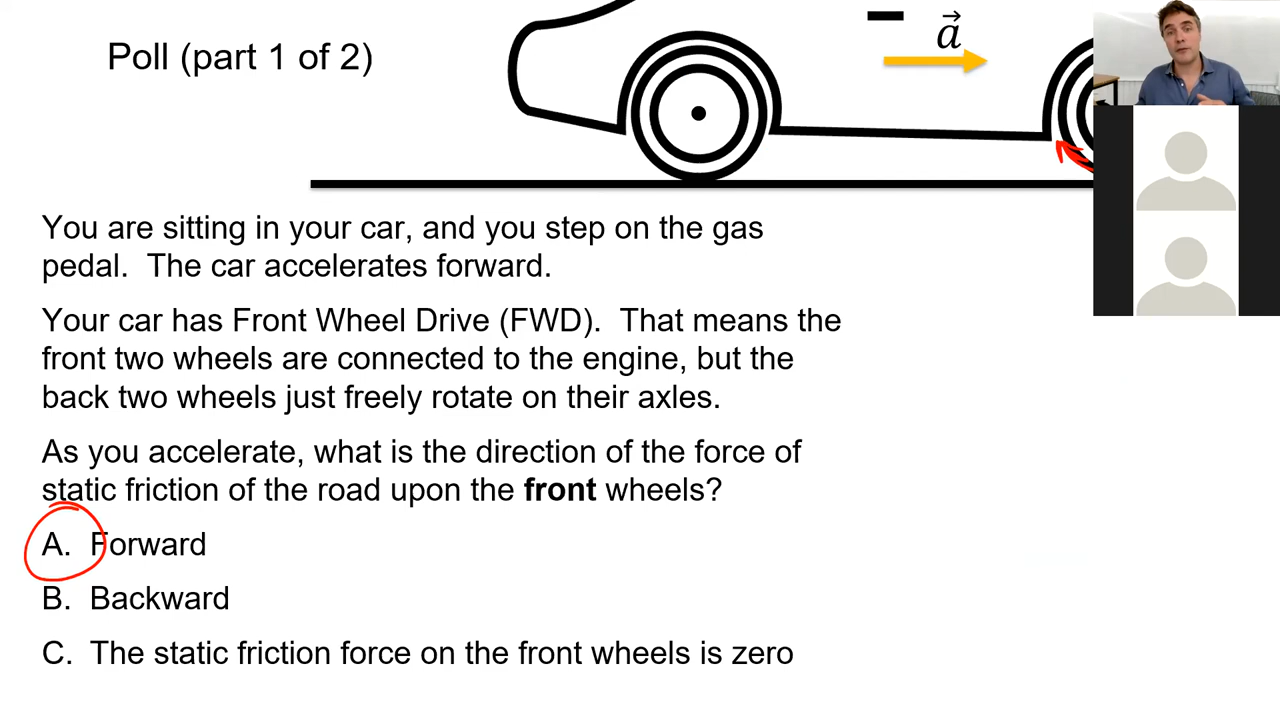 Poll (part 1 of 2)
a
You are sitting in your car, and you step on the gas
pedal.  The car accelerates forward.
Your car has Front Wheel Drive (FWD).  That means the
front two wheels are connected to the engine, but the
back two wheels just freely rotate on their axles.
As you accelerate, what is the direction of the force of
static friction of the road upon the front wheels?
A.  Forward
B.  Backward
C.  The static friction force on the front wheels is zero